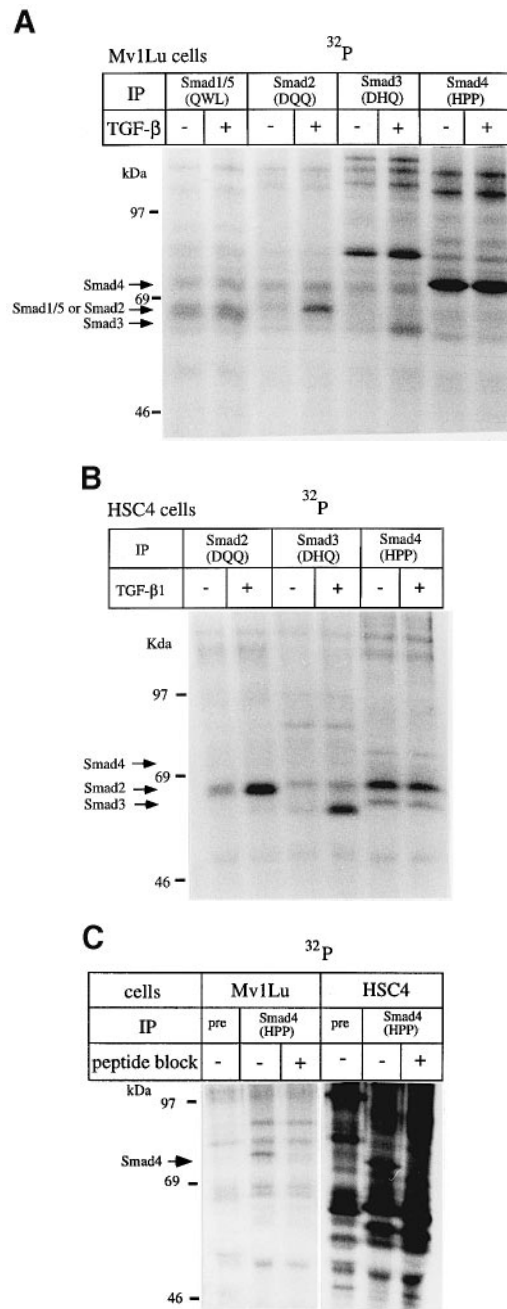 A
Mv1Lu cells 32P
IP Smad1/5 (QWL) Smad2 (DQQ) Smad3 (DHQ) Smad4 (HPP)
TGF-β - + - + - + - +
kDa
97
Smad4
69
Smad1/5 or Smad2
Smad3
46
B
HSC4 cells 32P
IP Smad2 (DQQ) Smad3 (DHQ) Smad4 (HPP)
TGF-β1 - + - + - +
Kda
97
Smad4
69
Smad2
Smad3
46
C
32P
cells Mv1Lu HSC4
IP pre Smad4 (HPP) pre Smad4 (HPP)
peptide block - - + - - +
kDa
97
Smad4
69
46